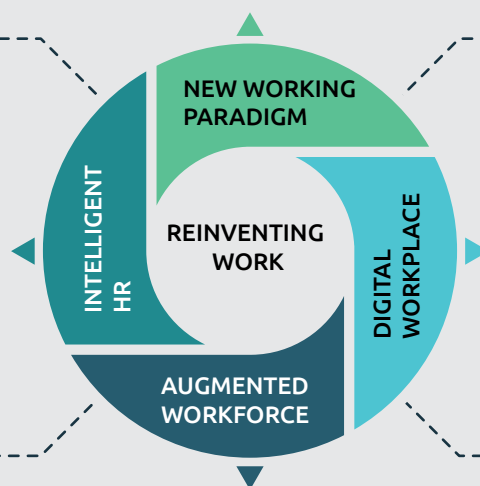 NEW WORKING
PARADIGM
INTELLIGENT
HR
REINVENTING
WORK
DIGITAL
WORKPLACE
AUGMENTED
WORKFORCE